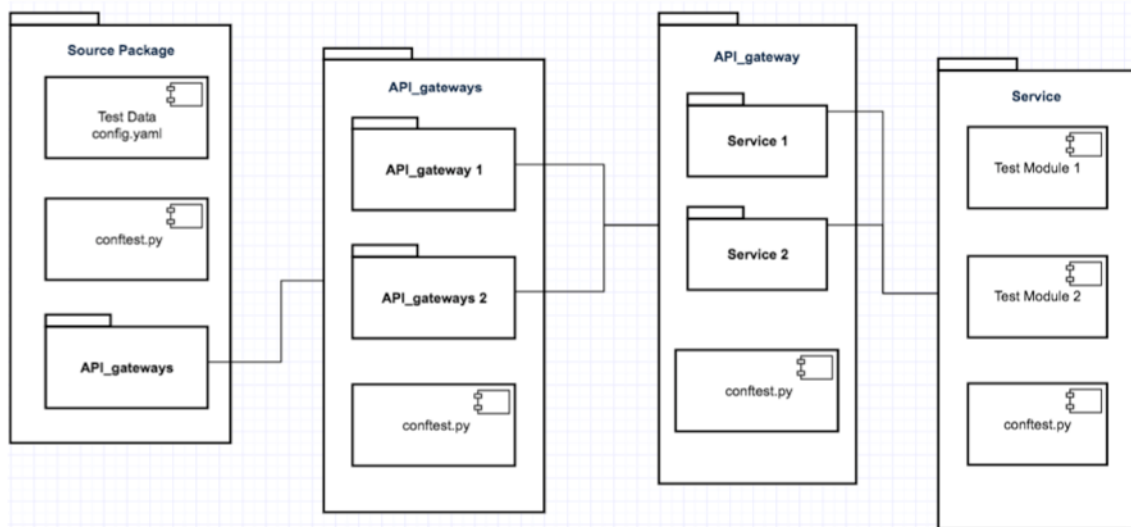 Source Package
Test Data
config.yaml
conftest.py
API_gateways
API_gateways
API_gateway 1
API_gateways 2
conftest.py
API_gateway
Service 1
Service 2
conftest.py
Service
Test Module 1
Test Module 2
conftest.py